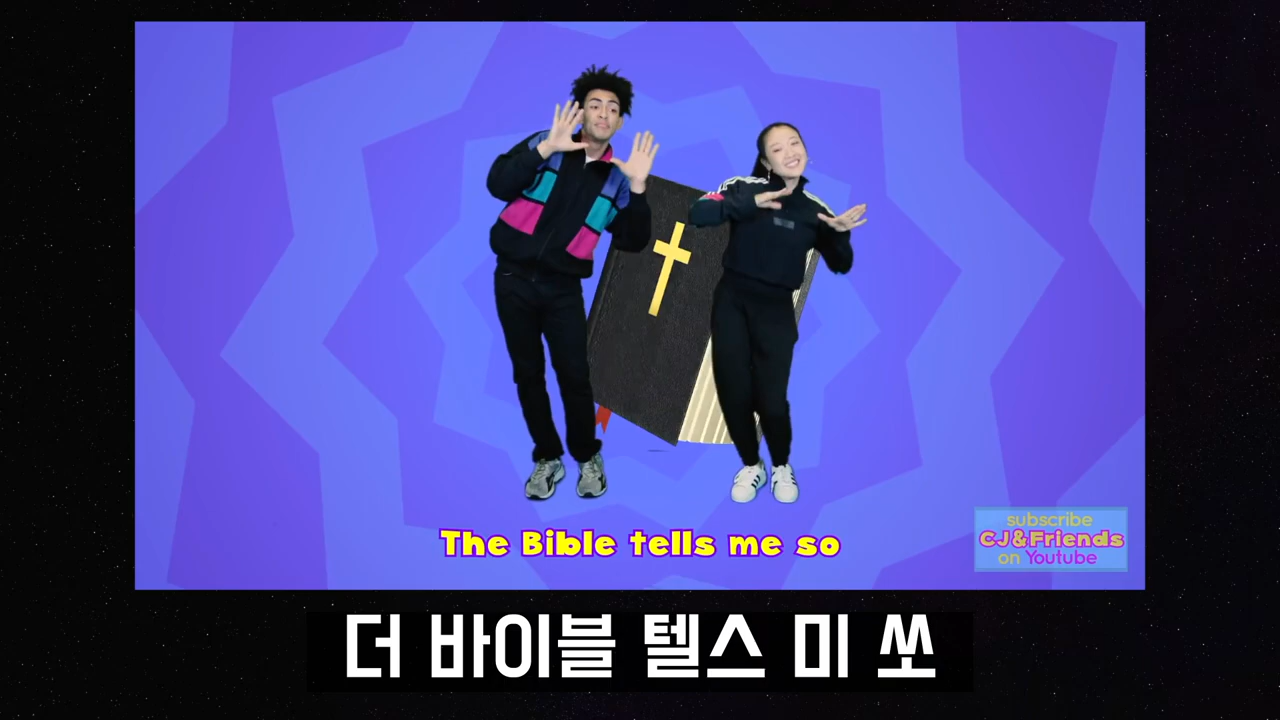 The Bible tells me so
subscribe
CJ&Friends
on Youtube
더 바이블 텔스 미 쏘